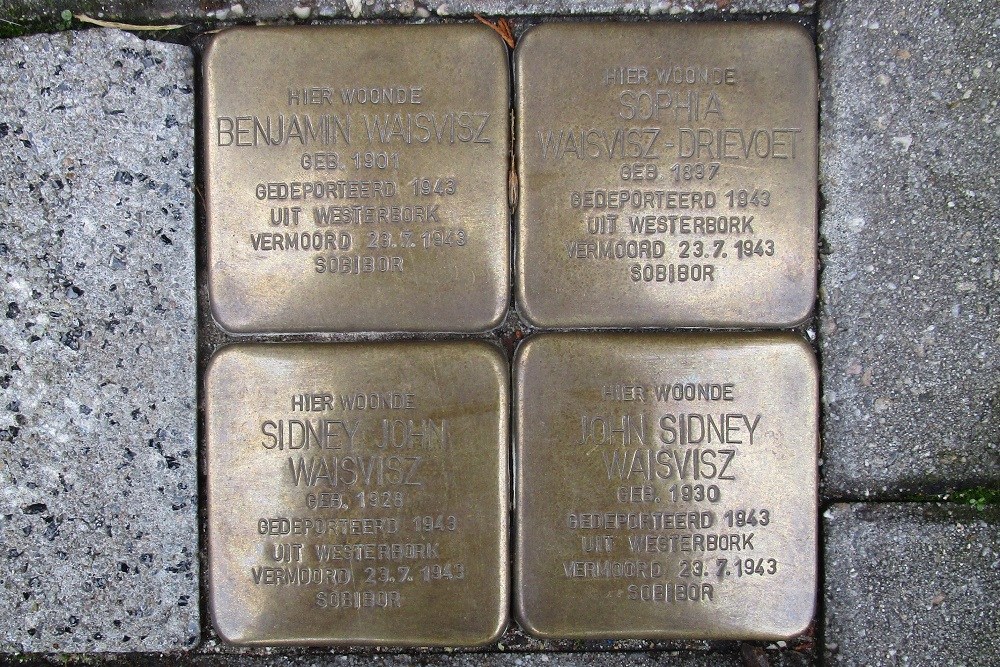 HIER WOONDE
BENJAMIN WAISVISZ
GEB. 1901
GEDEPORTEERD 1943
UIT WESTERBORK
VERMOORD 23.7.1943
SOBIBOR
HIER WOONDE
SOPHIA
WAISVISZ-DRIEVOET
GEB. 1897
GEDEPORTEERD 1943
UIT WESTERBORK
VERMOORD 23.7.1943
SOBIBOR
HIER WOONDE
SIDNEY JOHN
WAISVISZ
GEB. 1928
GEDEPORTEERD 1943
UIT WESTERBORK
VERMOORD 23.7.1943
SOBIBOR
HIER WOONDE
JOHN SIDNEY
WAISVISZ
GEB. 1930
GEDEPORTEERD 1943
UIT WESTERBORK
VERMOORD 23.7.1943
SOBIBOR